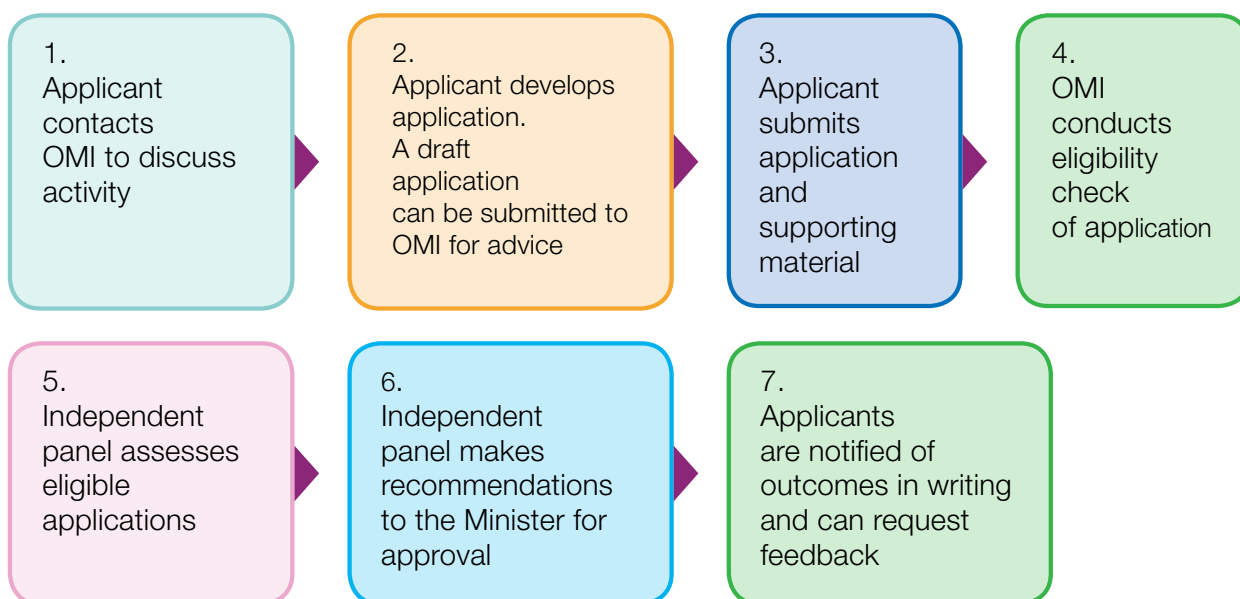 1.
Applicant
contacts
OMI to discuss
activity
2.
Applicant develops
application.
A draft
application
can be submitted to
OMI for advice
3.
Applicant
submits
application
and
supporting
material
4.
OMI
conducts
eligibility
check
of application
5.
Independent
panel assesses
eligible
applications
6.
Independent
panel makes
recommendations
to the Minister for
approval
7.
Applicants
are notified of
outcomes in writing
and can request
feedback